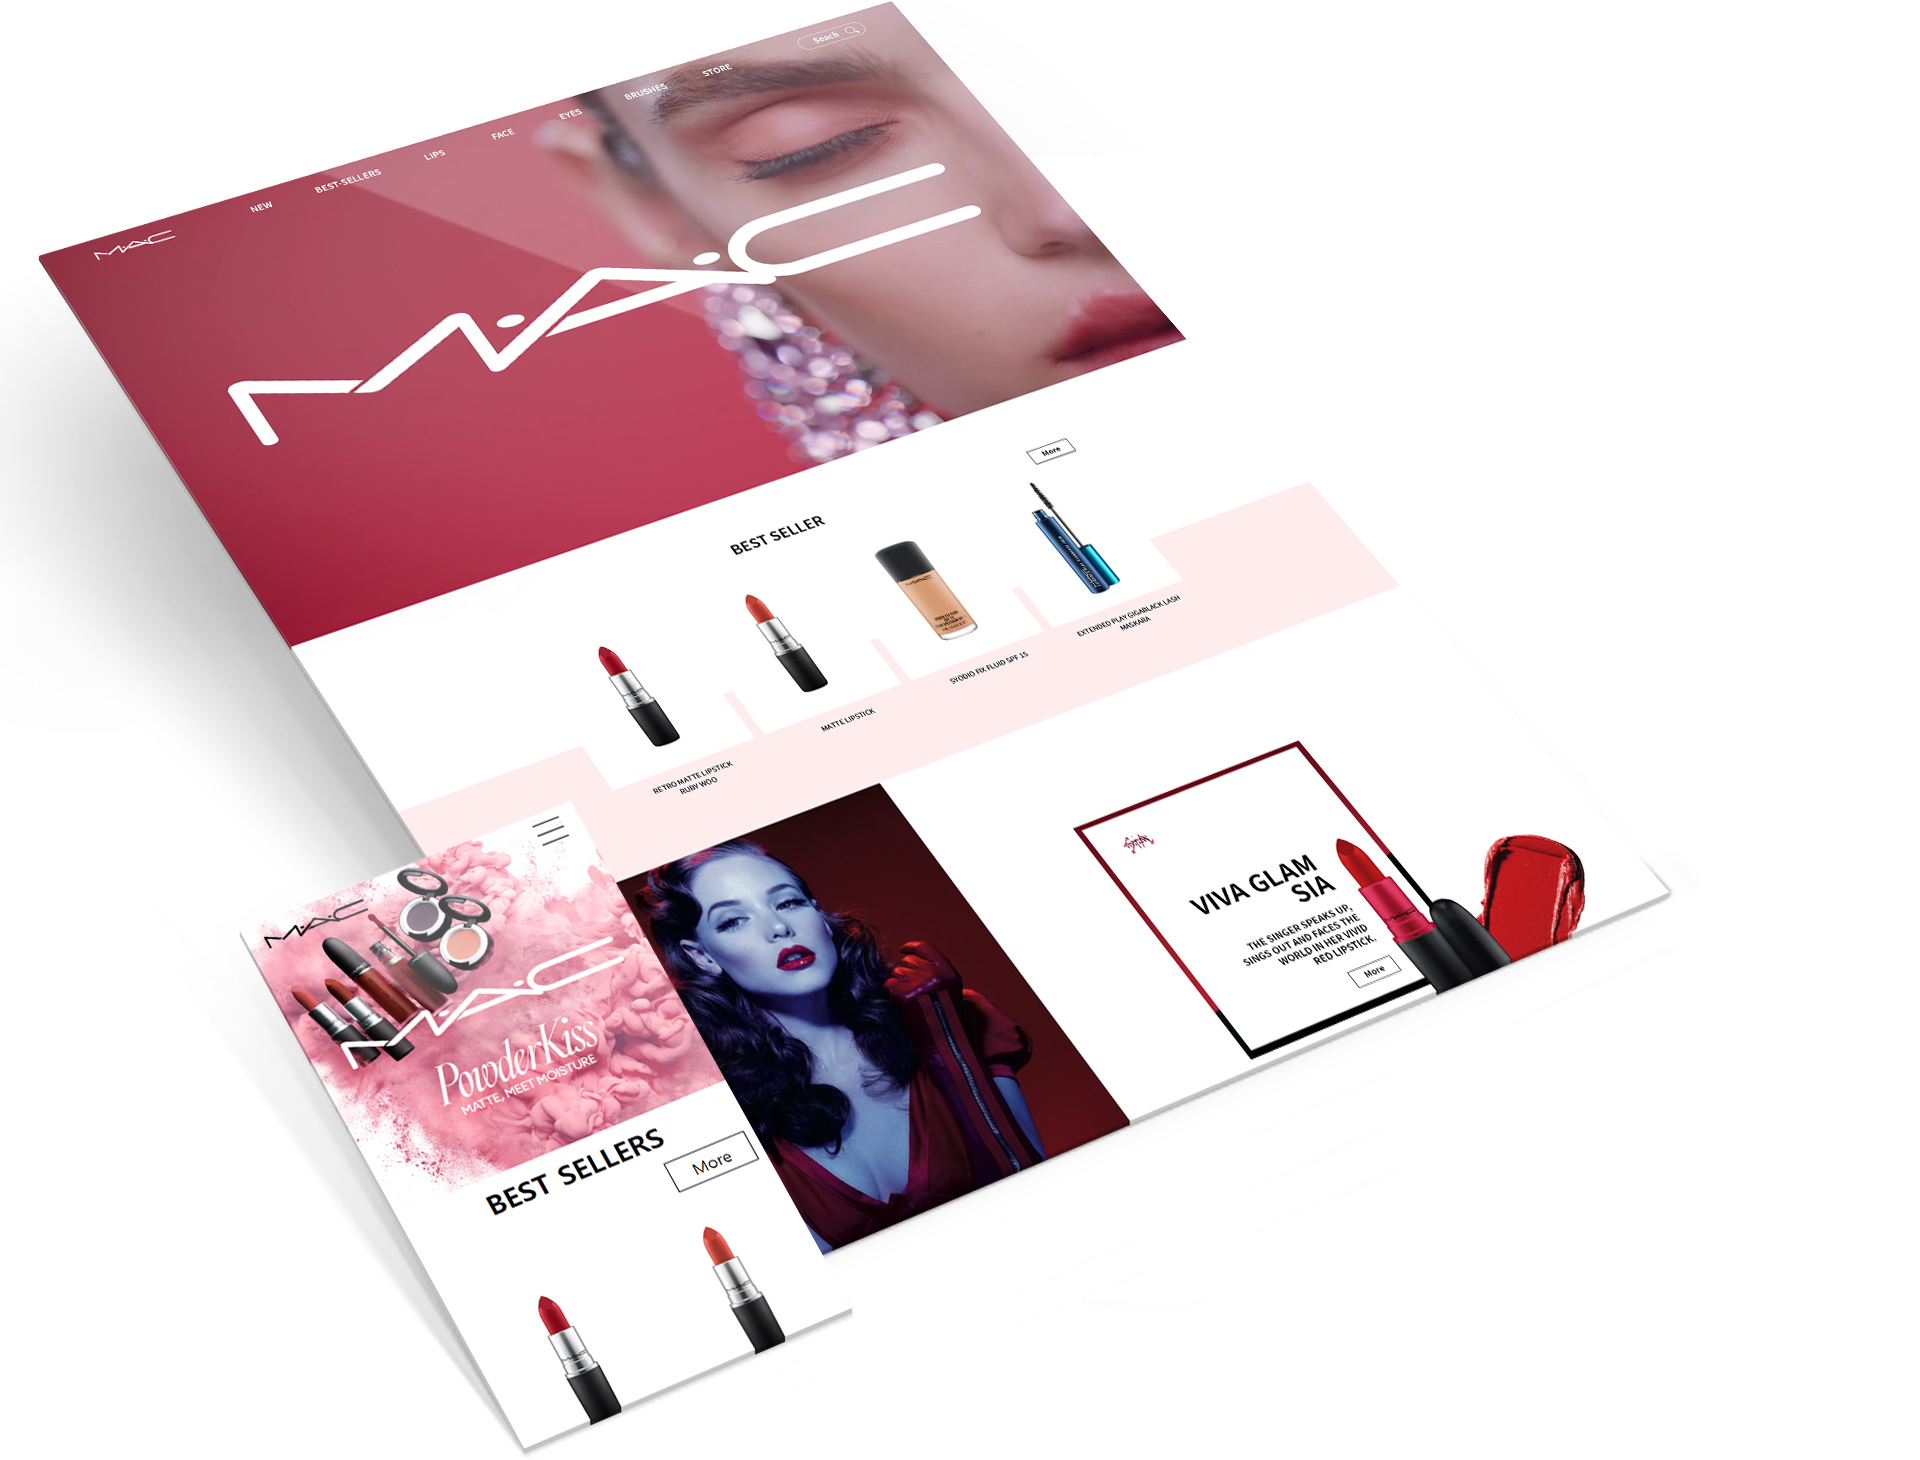 Seach
M·A·C
NEW
BEST-SELLERS
LIPS
FACE
EYES
BRUSHES
STORE
M·A·C
More
BEST SELLER
RETRO MATTE LIPSTICK
RUBY WOO
MATTE LIPSTICK
SYODIO FIX FLUID SPF 15
EXTENDED PLAY GIGABLACK LASH
MASKARA
VIVA GLAM
SIA
THE SINGER SPEAKS UP,
SINGS OUT AND FACES THE
WORLD IN HER VIVID
RED LIPSTICK.
More
M·A·C
M·A·C
PowderKiss
MATTE, MEET MOISTURE
BEST SELLERS
More